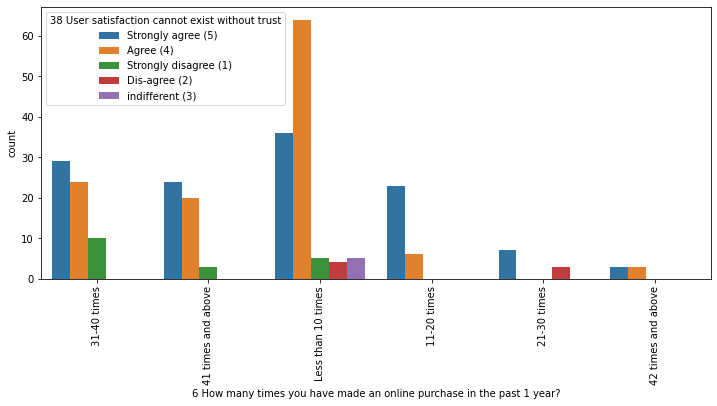 38 User satisfaction cannot exist without trust
Strongly agree (5)
Agree (4)
Strongly disagree (1)
Dis-agree (2)
indifferent (3)
count
60
50
40
30
20
10
0
31-40 times
41 times and above
Less than 10 times
11-20 times
21-30 times
42 times and above
6 How many times you have made an online purchase in the past 1 year?